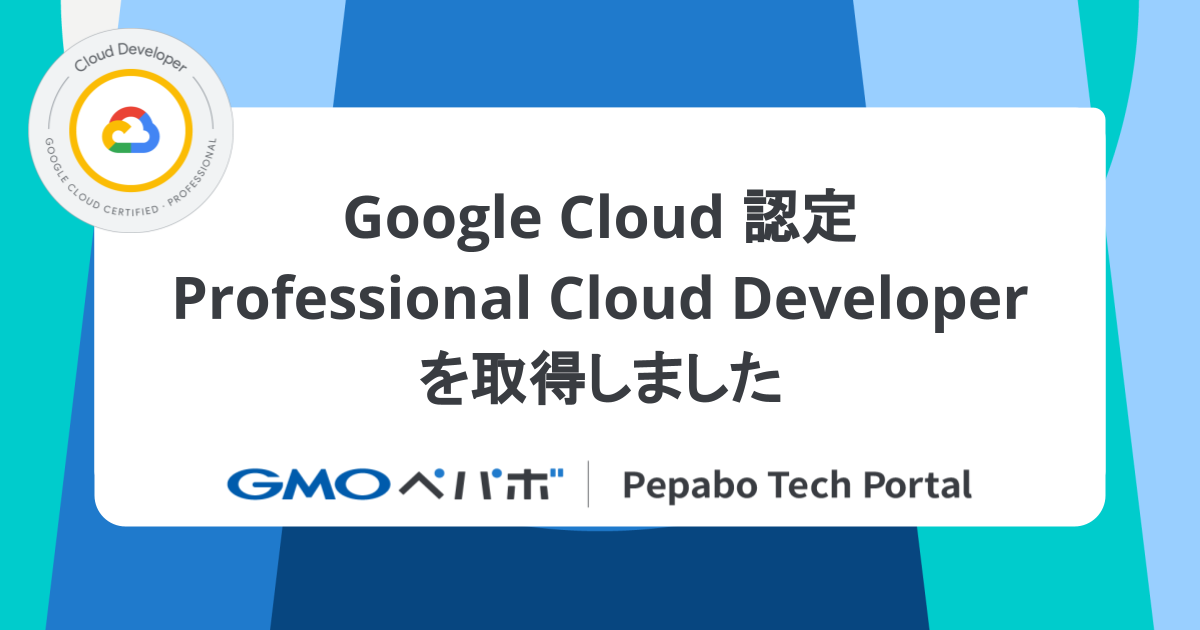 Cloud Developer
GOOGLE CLOUD CERTIFIED · PROFESSIONAL
Google Cloud 認定
Professional Cloud Developer
を取得しました
GMOペパボ | Pepabo Tech Portal